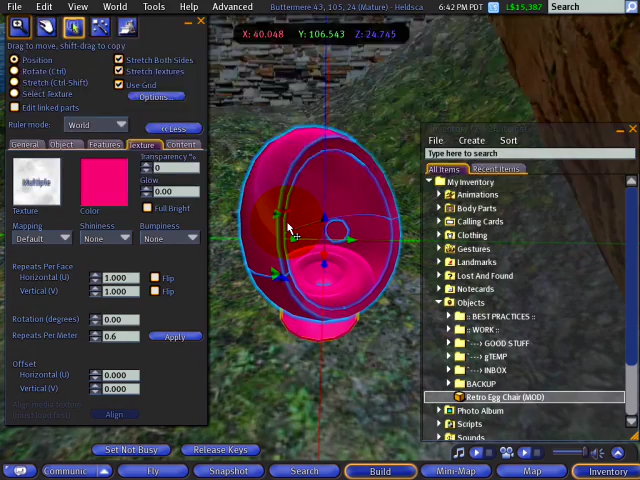 File Edit View World Tools Help Advanced
Buttermere 43, 105, 24 (Mature) - Heldsca
6:42 PM PDT
L$15,387
Search
X: 40.048 Y: 106.543 Z: 24.745
Drag to move, shift-drag to copy
Position
Rotate (Ctrl)
Stretch (Ctrl-Shift)
Select Texture
Edit linked parts
Stretch Both Sides
Stretch Textures
Use Grid
Options...
Ruler mode: World
<< Less
General Object Features Texture Content
Multiple
Texture
Color
Transparency %
0
Glow
0.00
Full Bright
Mapping Shininess Bumpiness
Default None None
Repeats Per Face
Horizontal (U) 1.000 Flip
Vertical (V) 1.000 Flip
Rotation (degrees) 0.00
Repeats Per Meter 0.6 Apply
Offset
Horizontal (U) 0.000
Vertical (V) 0.000
Align
File Create Sort
Type here to search
All Items Recent Items
My Inventory
Animations
Body Parts
Calling Cards
Clothing
Gestures
Landmarks
Lost And Found
Notecards
Objects
:: BEST PRACTICES ::
:: WORK ::
`---> GOOD STUFF
`---> gTEMP
`---> INBOX
BACKUP
Retro Egg Chair (MOD)
Photo Album
Scripts
Sounds
Set Not Busy Release Keys
Communic Fly Snapshot Search Build Mini-Map Map Inventory